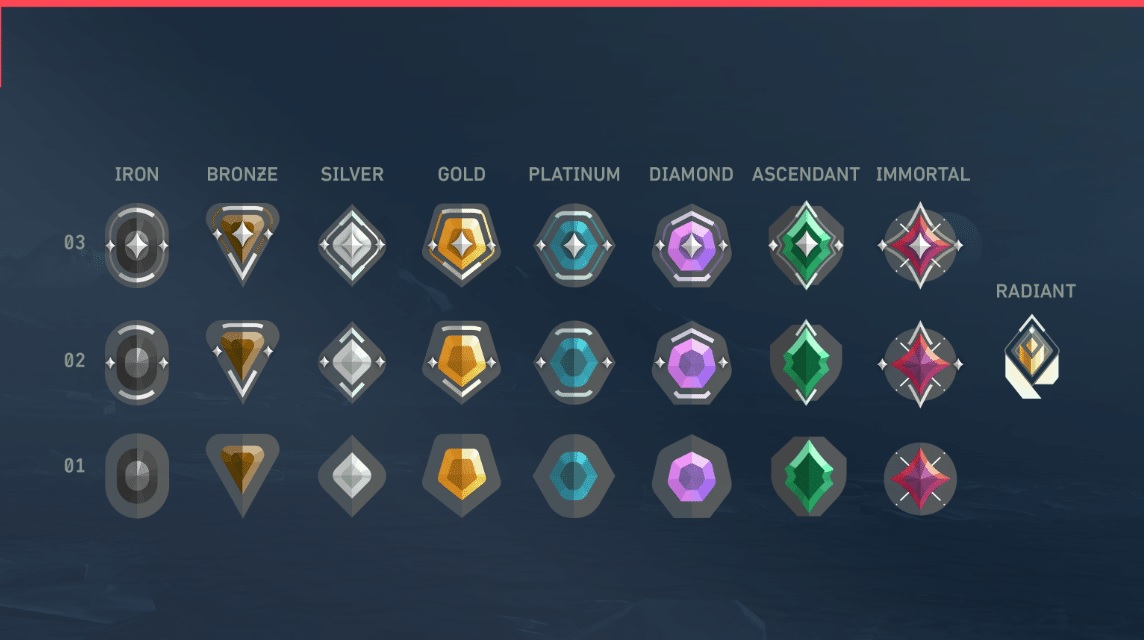 IRON BRONZE SILVER GOLD PLATINUM DIAMOND ASCENDANT IMMORTAL
03
RADIANT
02
01